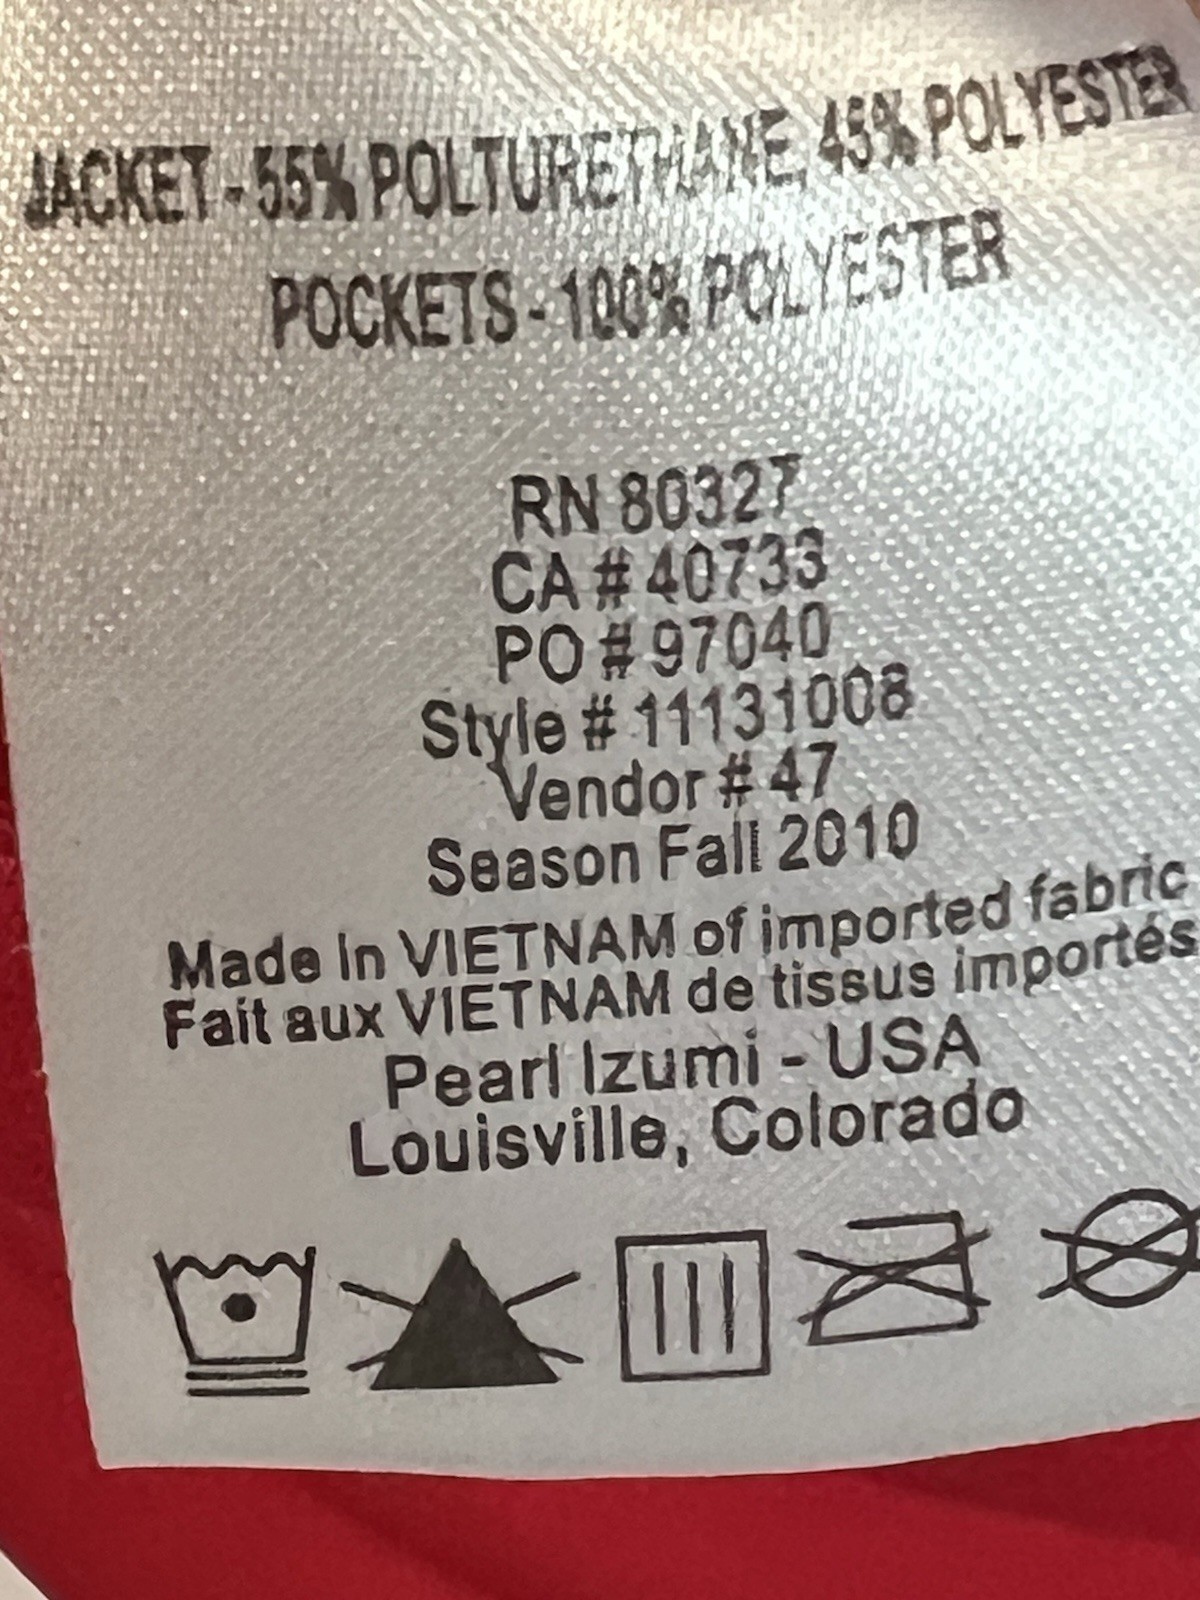 JACKET - 55% POLTURETHANE, 45% POLYESTER
POCKETS - 100% POLYESTER
RN 80327
CA # 40733
PO # 97040
Style # 11131008
Vendor # 47
Season Fall 2010
Made in VIETNAM of imported fabric
Fait aux VIETNAM de tissus importés
Pearl Izumi - USA
Louisville, Colorado